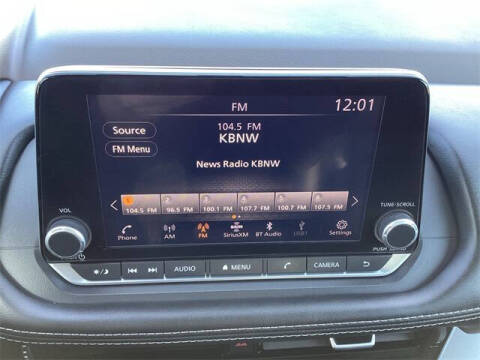 FM
12:01
Source
FM Menu
104.5 FM
KBNW
News Radio KBNW
104.5 FM 96.5 FM 100.1 FM 107.7 FM 100.7 FM 107.5 FM
Phone AM FM SiriusXM BT Audio USB1 Settings
VOL
TUNE·SCROLL
PUSH
AUDIO MENU CAMERA